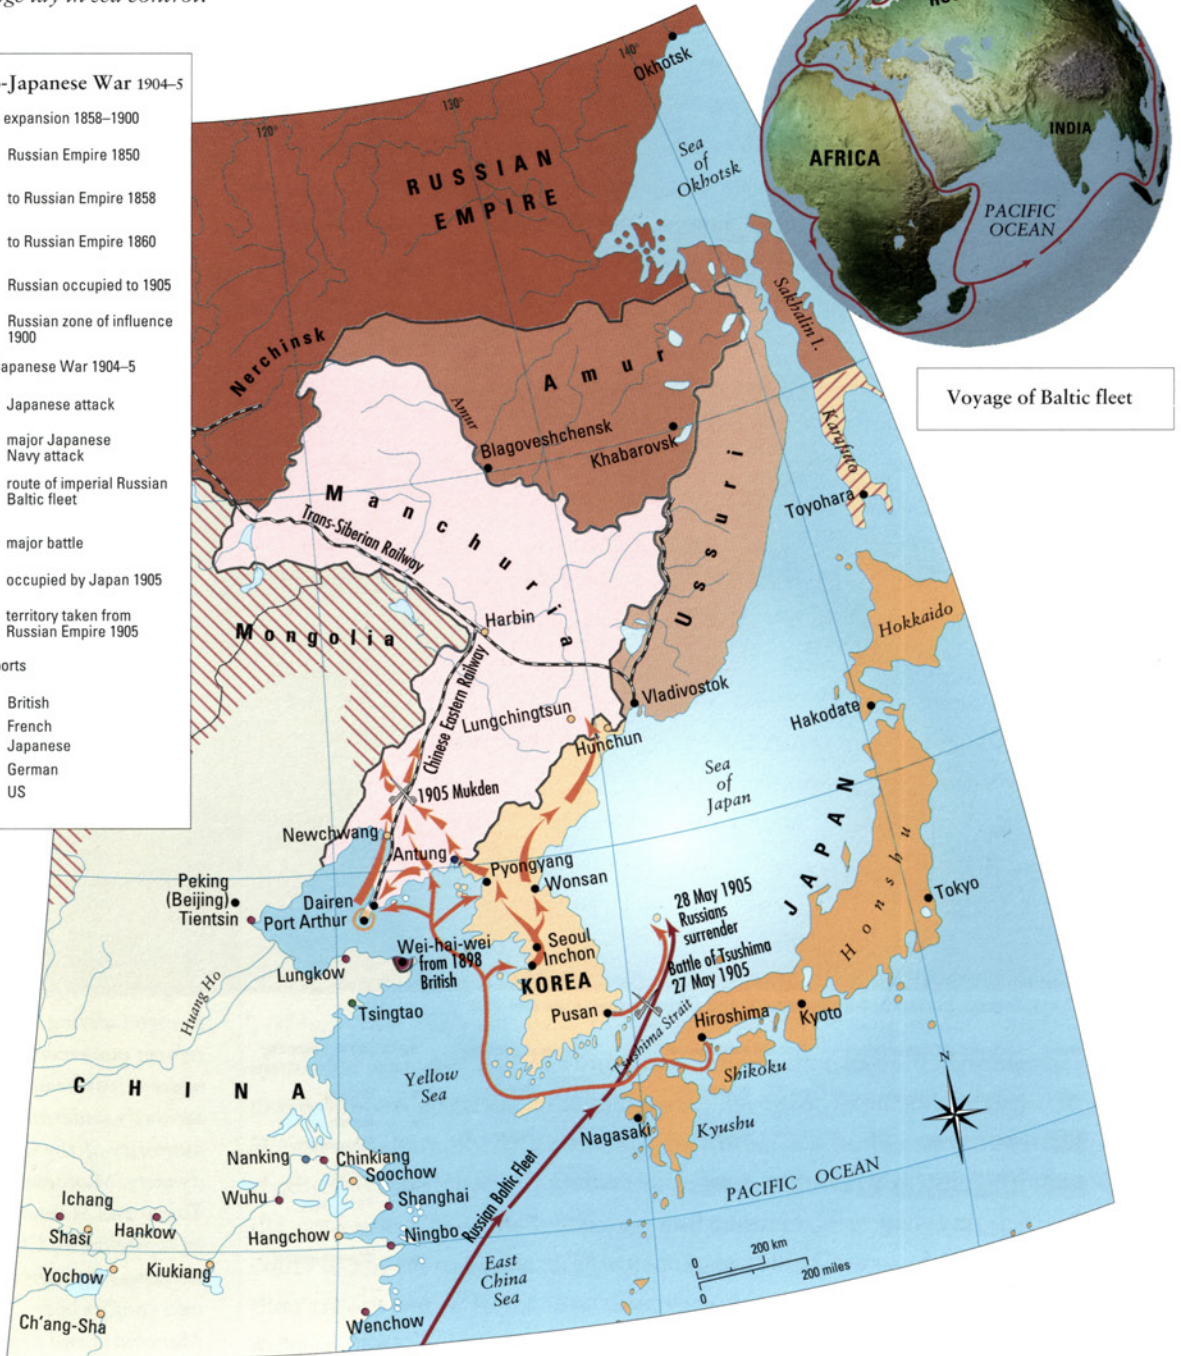 -Japanese War 1904–5
expansion 1858–1900
Russian Empire 1850
to Russian Empire 1858
to Russian Empire 1860
Russian occupied to 1905
Russian zone of influence
1900
apanese War 1904–5
Japanese attack
major Japanese
Navy attack
route of imperial Russian
Baltic fleet
major battle
occupied by Japan 1905
territory taken from
Russian Empire 1905
orts
British
French
Japanese
German
US
120°
130°
140°
Okhotsk
Sea
of
Okhotsk
RUSSIAN
EMPIRE
AFRICA
INDIA
PACIFIC
OCEAN
Voyage of Baltic fleet
Sakhalin I.
Nerchinsk
Amur
Amur
Blagoveshchensk
Khabarovsk
Karafuto
Toyohara
Manchuria
Trans-Siberian Railway
Ussuri
Mongolia
Harbin
Hokkaido
Chinese Eastern Railway
Vladivostok
Lungchingtsun
Hakodate
Hunchun
Sea
of
Japan
1905 Mukden
JAPAN
Newchwang
Antung
Pyongyang
Wonsan
Honshu
Peking
(Beijing)
Tientsin
Dairen
Port Arthur
28 May 1905
Russians
surrender
Tokyo
Wei-hai-wei
from 1898
British
Seoul
Inchon
Battle of Tsushima
27 May 1905
Lungkow
KOREA
Huang Ho
Tsingtao
Pusan
Tsushima Strait
Hiroshima
Kyoto
Shikoku
CHINA
Yellow
Sea
N
Nagasaki
Kyushu
Nanking
Chinkiang
Soochow
Russian Baltic Fleet
PACIFIC OCEAN
Ichang
Wuhu
Shanghai
Shasi
Hankow
Hangchow
Ningbo
Yochow
Kiukiang
East
China
Sea
0
200 km
0
200 miles
Ch'ang-Sha
Wenchow